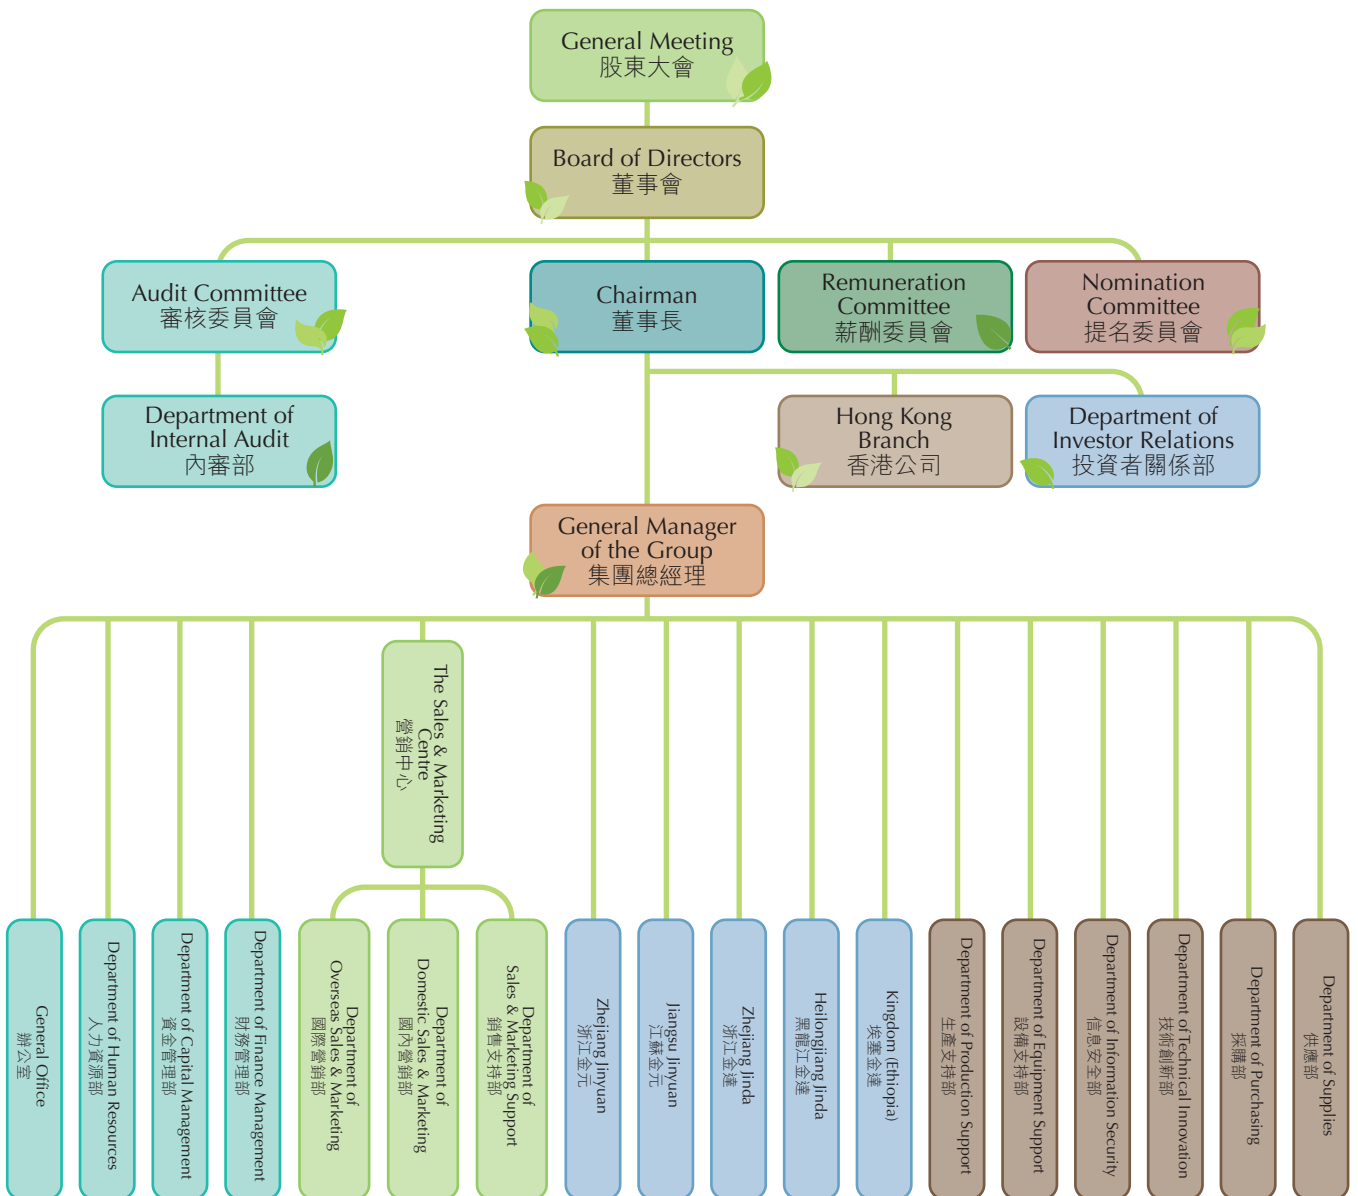 General Meeting
股東大會
Board of Directors
董事會
Audit Committee
審核委員會
Chairman
董事長
Remuneration
Committee
薪酬委員會
Nomination
Committee
提名委員會
Department of
Internal Audit
內審部
Hong Kong
Branch
香港公司
Department of
Investor Relations
投資者關係部
General Manager
of the Group
集團總經理
The Sales & Marketing
Centre
營銷中心
General Office
辦公室
Department of Human Resources
人力資源部
Department of Capital Management
資金管理部
Department of Finance Management
財務管理部
Department of
Overseas Sales & Marketing
國際營銷部
Department of
Domestic Sales & Marketing
國內營銷部
Department of
Sales & Marketing Support
銷售支持部
Zhejiang Jinyuan
浙江金元
Jiangsu Jinyuan
江蘇金元
Zhejiang Jinda
浙江金達
Heilongjiang Jinda
黑龍江金達
Kingdom (Ethiopia)
埃塞金達
Department of Production Support
生產支持部
Department of Equipment Support
設備支持部
Department of Information Security
信息安全部
Department of Technical Innovation
技術創新部
Department of Purchasing
採購部
Department of Supplies
供應部